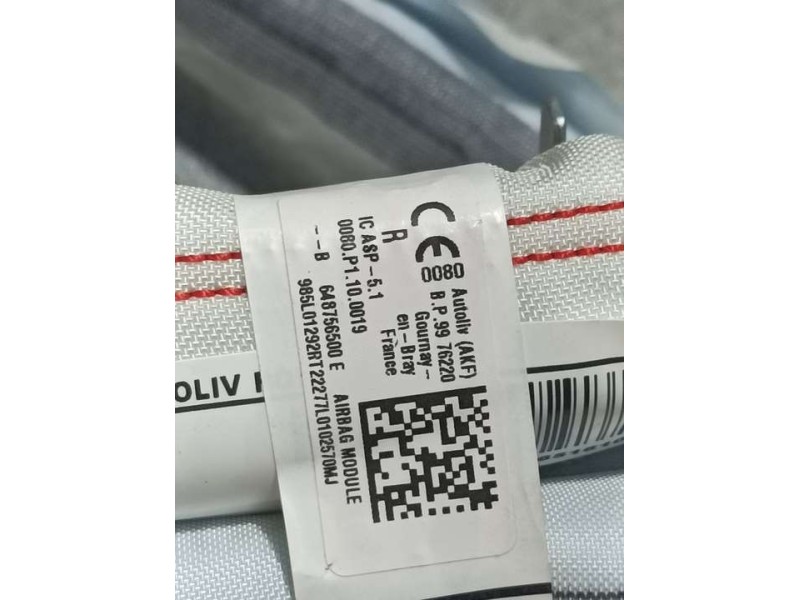 CE Autoliv (AKF)
0080 B.P.99 76220
R Gournay-
en-Bray
France
IC ASP-5.1
0080.P1.10.0019
--B 648756500 E AIRBAG MODULE
985L01292RT22277L0102570MJ
OLIV